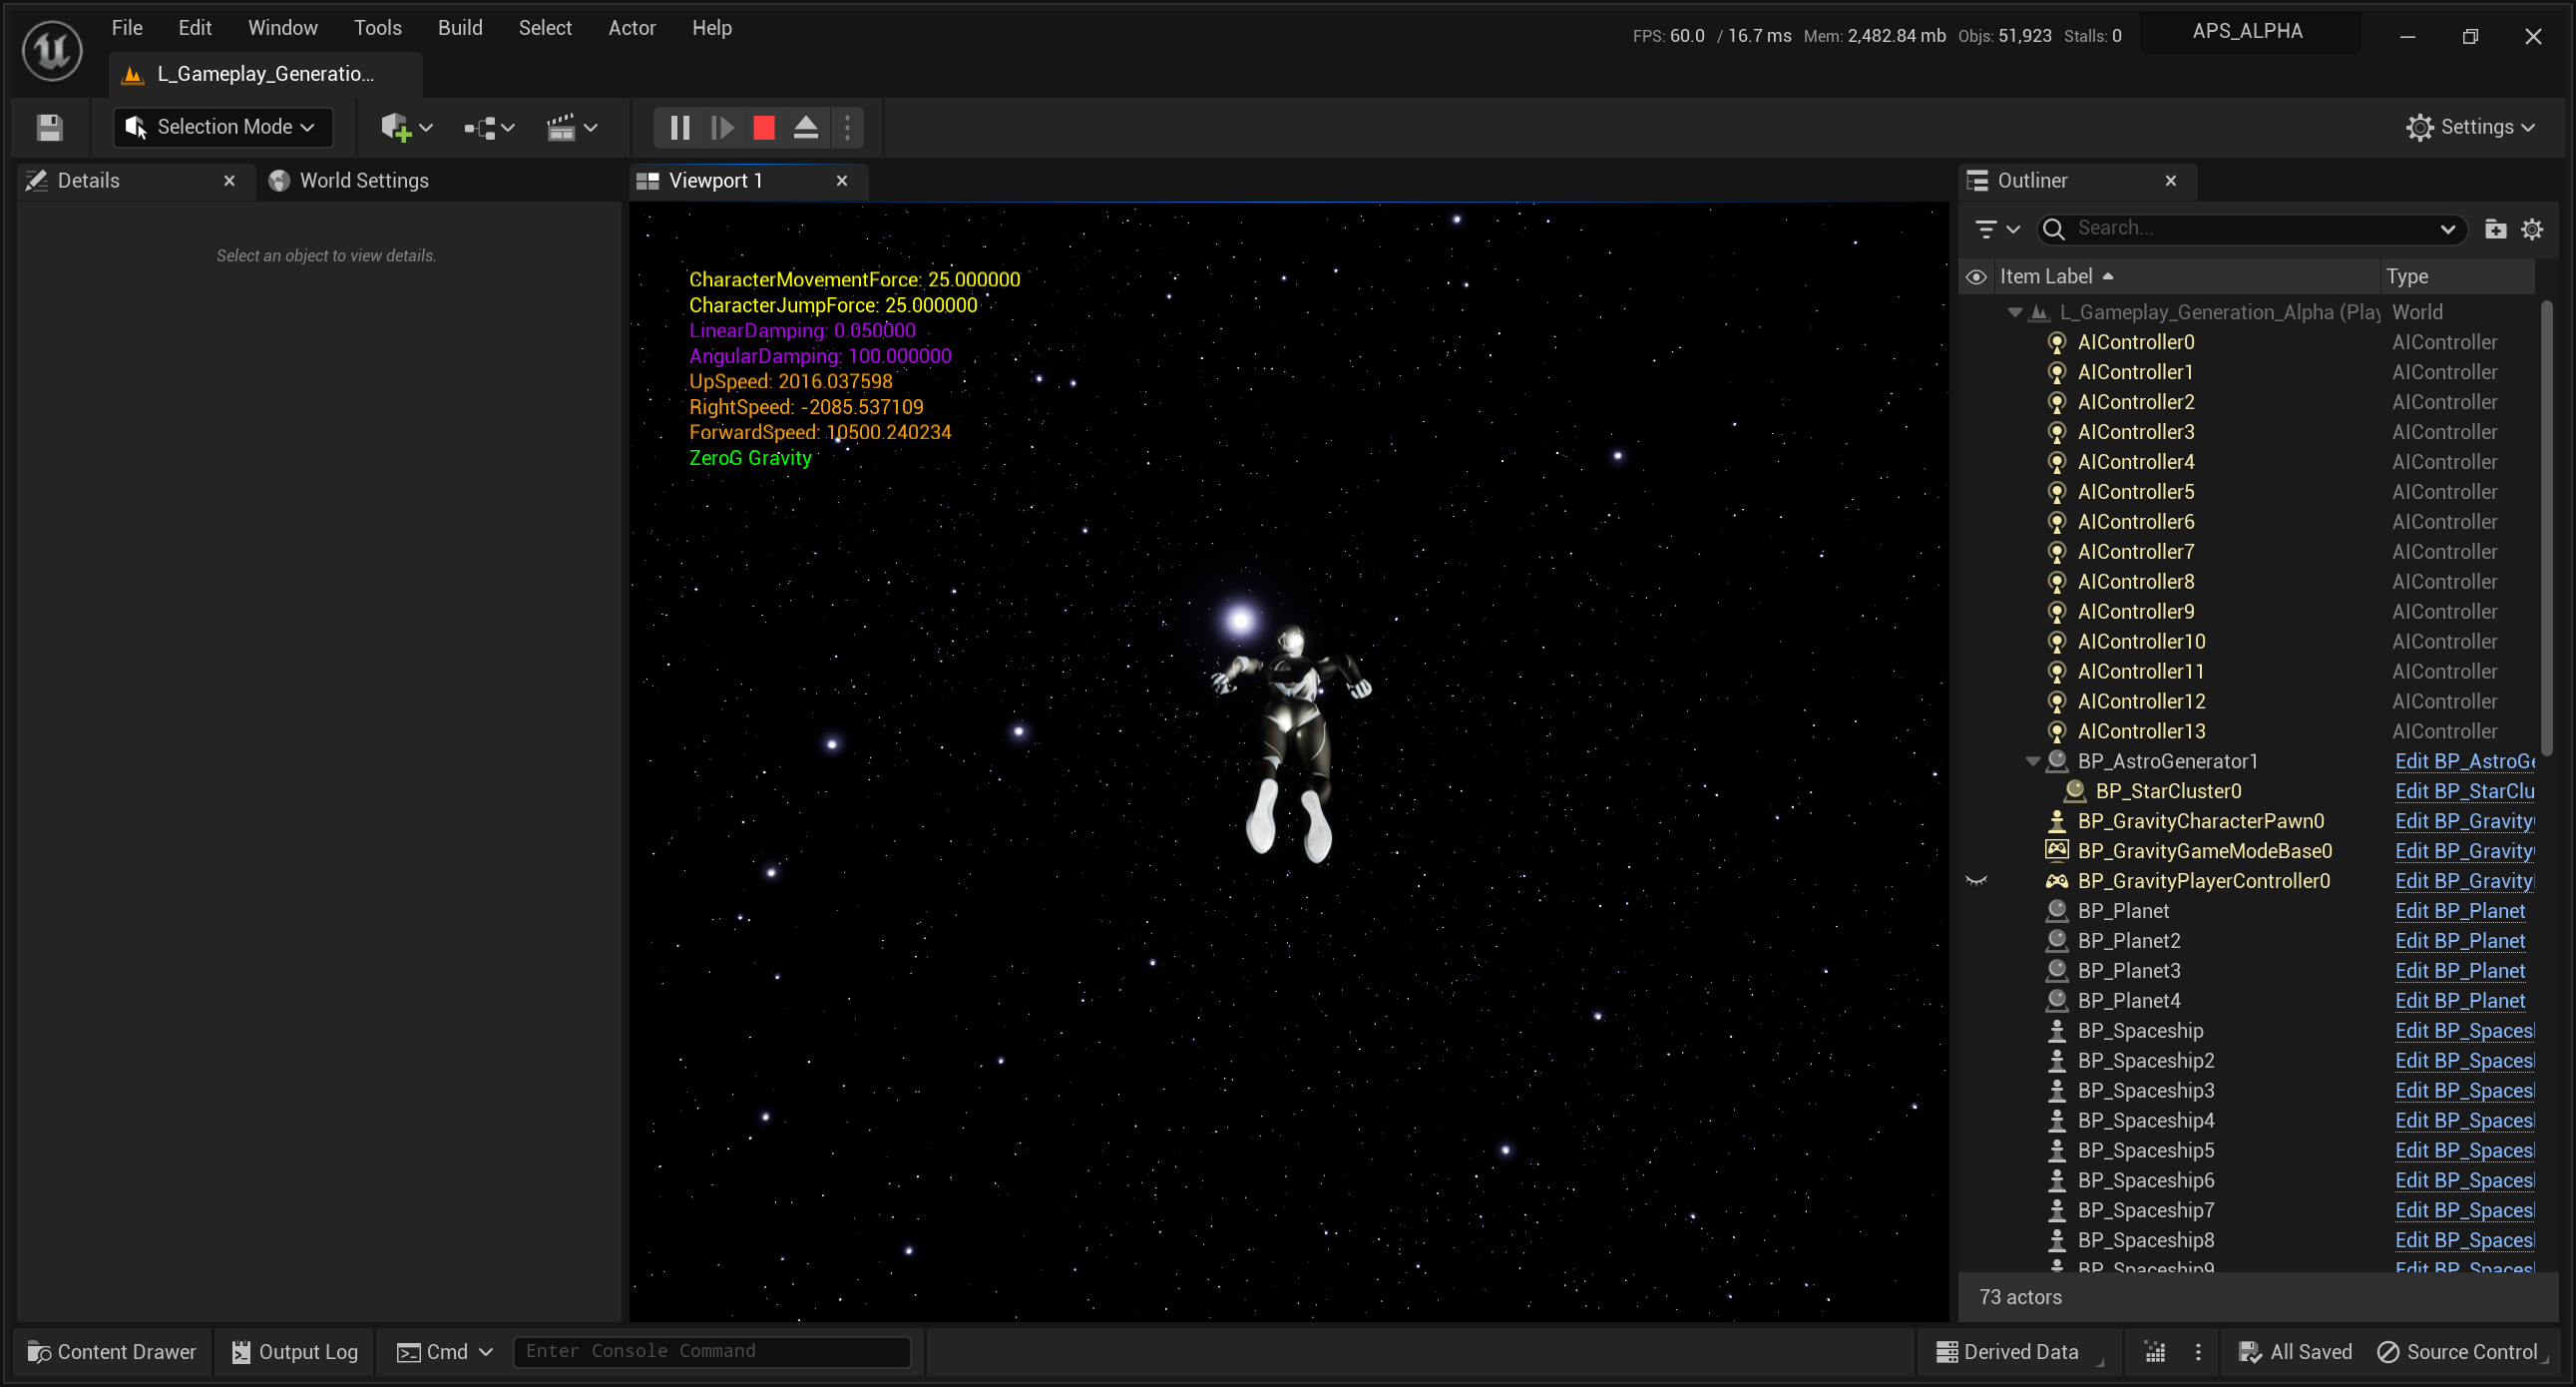 File Edit Window Tools Build Select Actor Help
FPS: 60.0 / 16.7 ms Mem: 2,482.84 mb Objs: 51,923 Stalls: 0
APS_ALPHA
L_Gameplay_Generatio...
Selection Mode
Settings
Details
World Settings
Viewport 1
Outliner
Select an object to view details.
CharacterMovementForce: 25.000000
CharacterJumpForce: 25.000000
LinearDamping: 0.050000
AngularDamping: 100.000000
UpSpeed: 2016.037598
RightSpeed: -2085.537109
ForwardSpeed: 10500.240234
ZeroG Gravity
Search...
Item Label Type
L_Gameplay_Generation_Alpha (Play World
AIController0 AIController
AIController1 AIController
AIController2 AIController
AIController3 AIController
AIController4 AIController
AIController5 AIController
AIController6 AIController
AIController7 AIController
AIController8 AIController
AIController9 AIController
AIController10 AIController
AIController11 AIController
AIController12 AIController
AIController13 AIController
BP_AstroGenerator1 Edit BP_AstroGe
BP_StarCluster0 Edit BP_StarClu
BP_GravityCharacterPawn0 Edit BP_Gravity
BP_GravityGameModeBase0 Edit BP_Gravity
BP_GravityPlayerController0 Edit BP_Gravity
BP_Planet Edit BP_Planet
BP_Planet2 Edit BP_Planet
BP_Planet3 Edit BP_Planet
BP_Planet4 Edit BP_Planet
BP_Spaceship Edit BP_Spaces
BP_Spaceship2 Edit BP_Spaces
BP_Spaceship3 Edit BP_Spaces
BP_Spaceship4 Edit BP_Spaces
BP_Spaceship5 Edit BP_Spaces
BP_Spaceship6 Edit BP_Spaces
BP_Spaceship7 Edit BP_Spaces
BP_Spaceship8 Edit BP_Spaces
BP_Spaceship9 Edit BP_Spaces
73 actors
Content Drawer
Output Log
Cmd
Enter Console Command
Derived Data
All Saved
Source Control